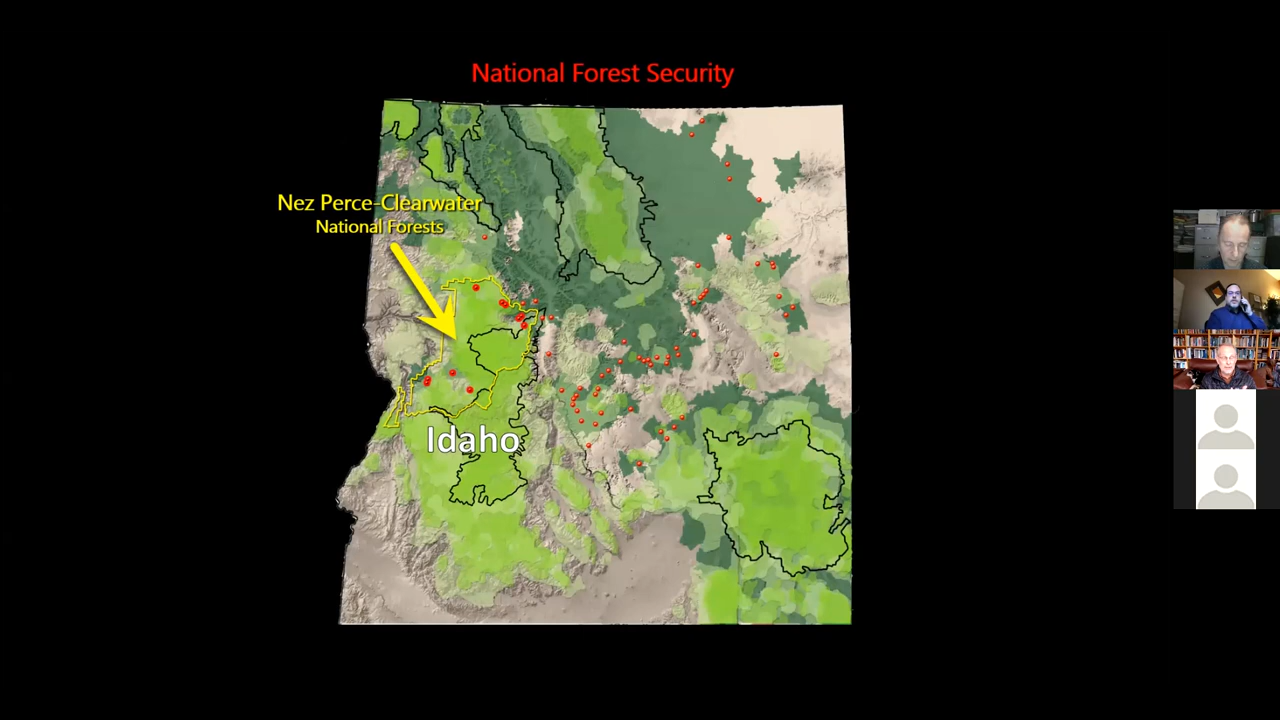 National Forest Security
Nez Perce-Clearwater
National Forests
Idaho